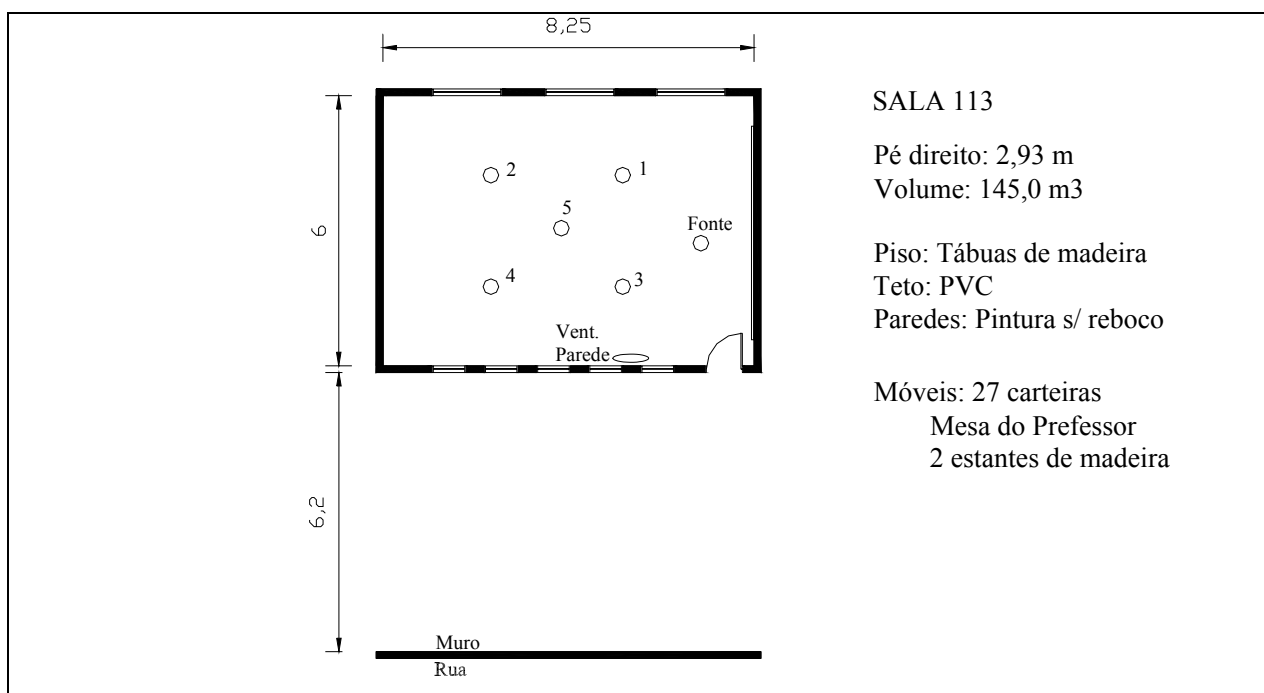 8,25
SALA 113
Pé direito: 2,93 m
Volume: 145,0 m3
2
1
5
Fonte
6
Piso: Tábuas de madeira
Teto: PVC
4
3
Paredes: Pintura s/ reboco
Vent.
Parede
Móveis: 27 carteiras
Mesa do Prefessor
2 estantes de madeira
6,2
Muro
Rua